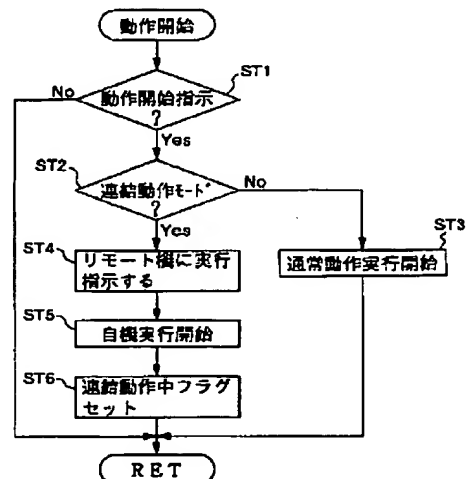 動作開始
ST1
No
動作開始指示
?
Yes
ST2
連結動作モード
?
No
Yes
ST3
ST4
リモート機に実行
指示する
通常動作実行開始
ST5
自機実行開始
ST6
連結動作中フラグ
セット
RET